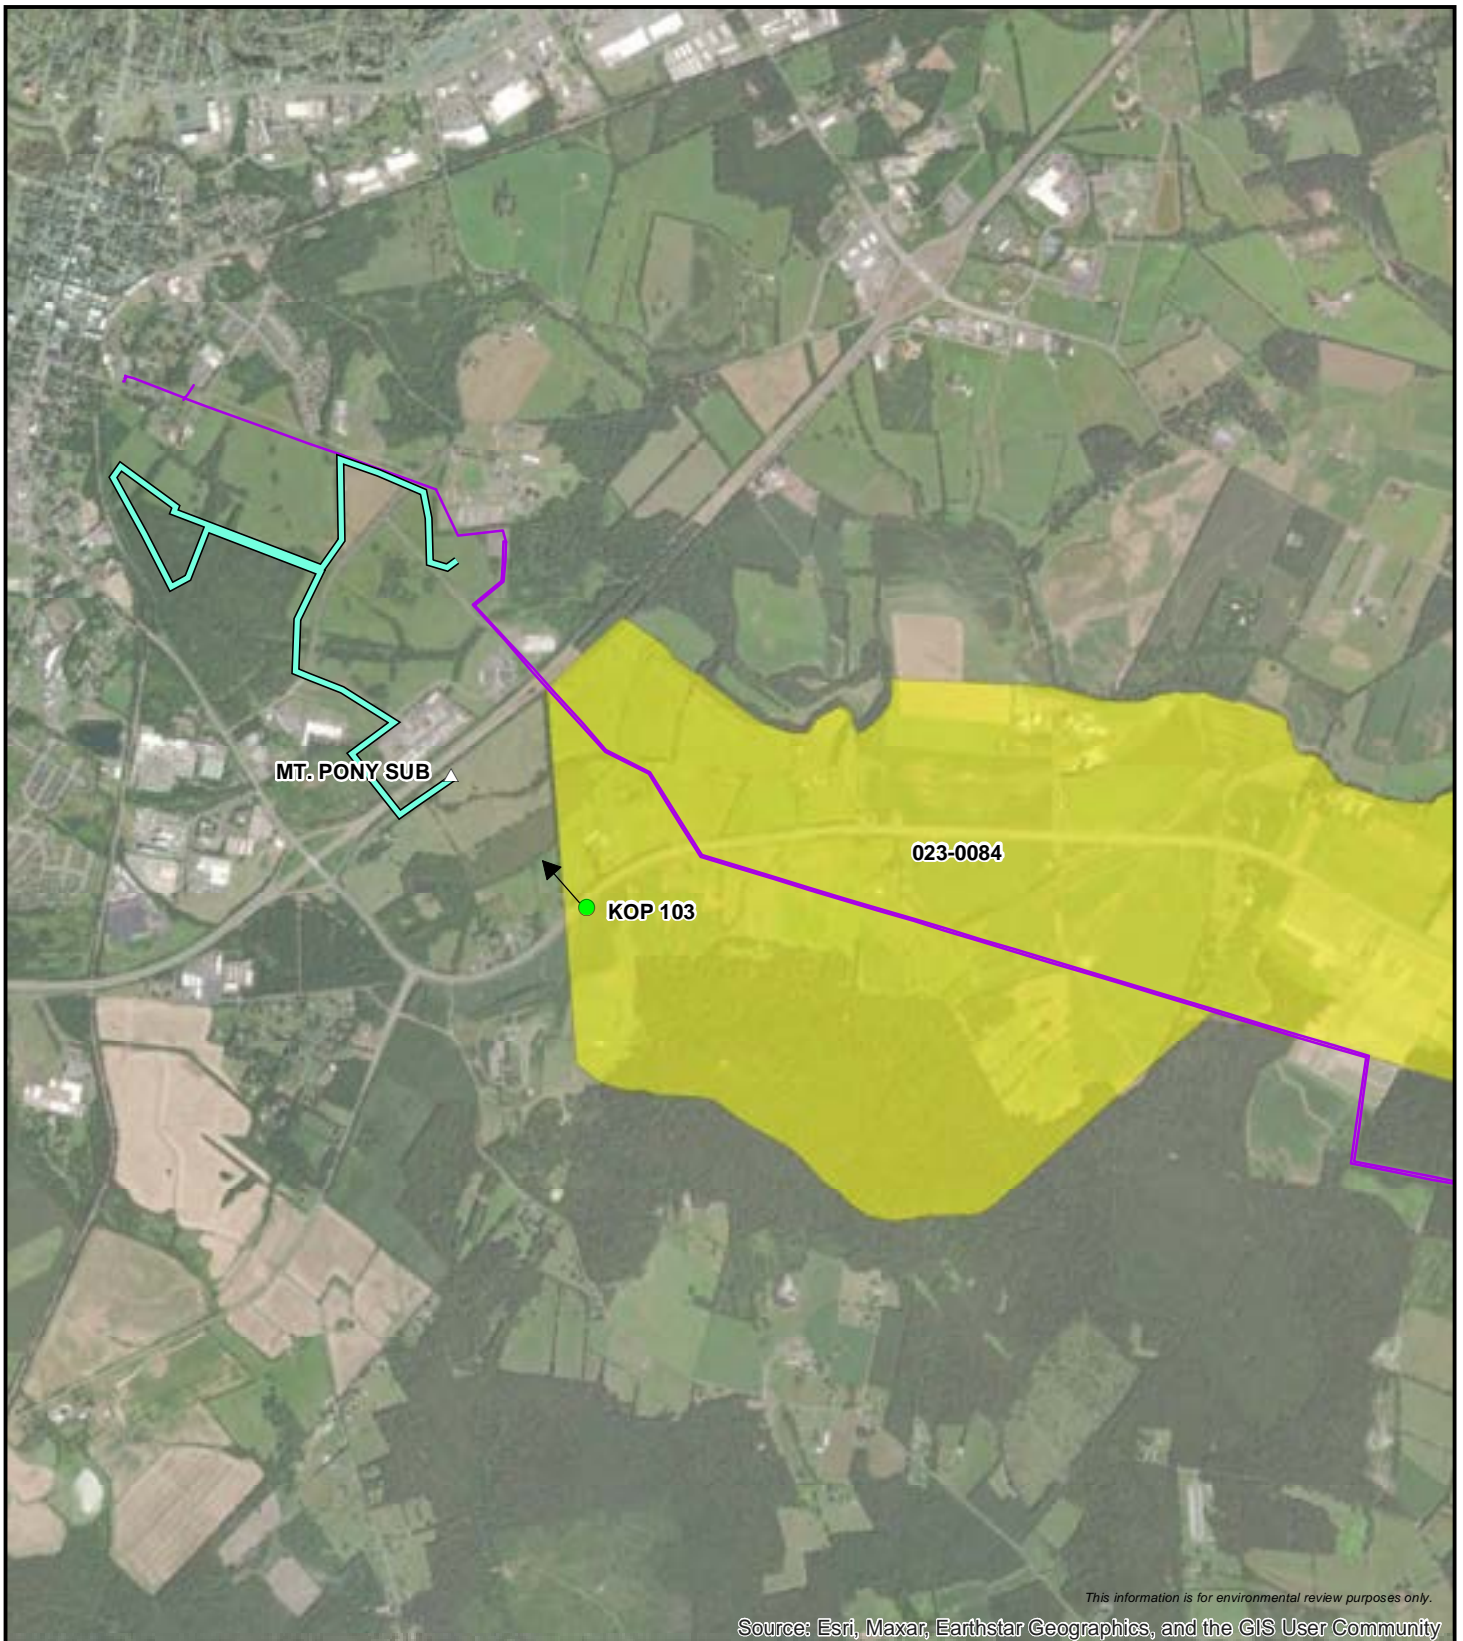 MT. PONY SUB
023-0084
KOP 103
This information is for environmental review purposes only.
Source: Esri, Maxar, Earthstar Geographics, and the GIS User Community